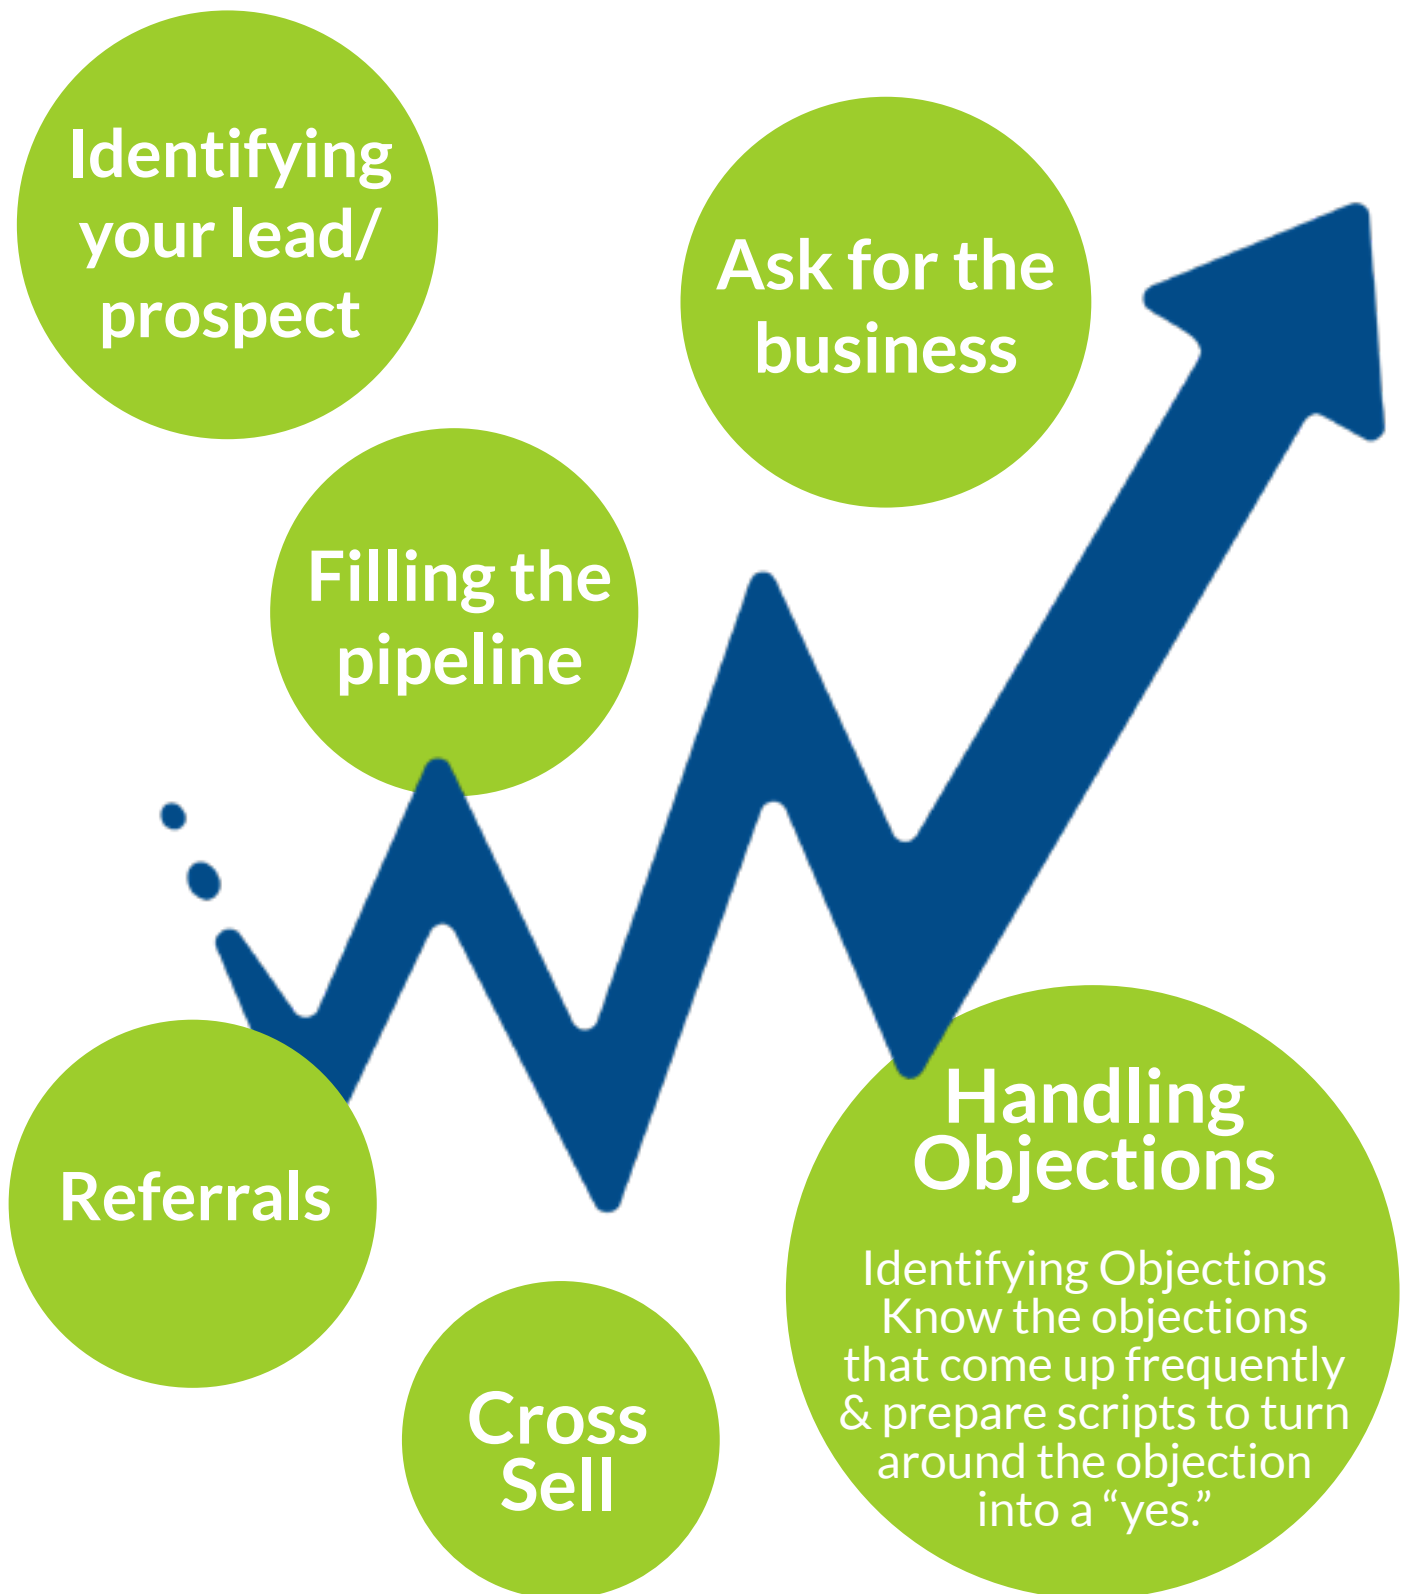 Identifying
your lead/
prospect
Ask for the
business
Filling the
pipeline
Referrals
Handling
Objections
Identifying Objections
Know the objections
that come up frequently
& prepare scripts to turn
around the objection
into a “yes.”
Cross
Sell